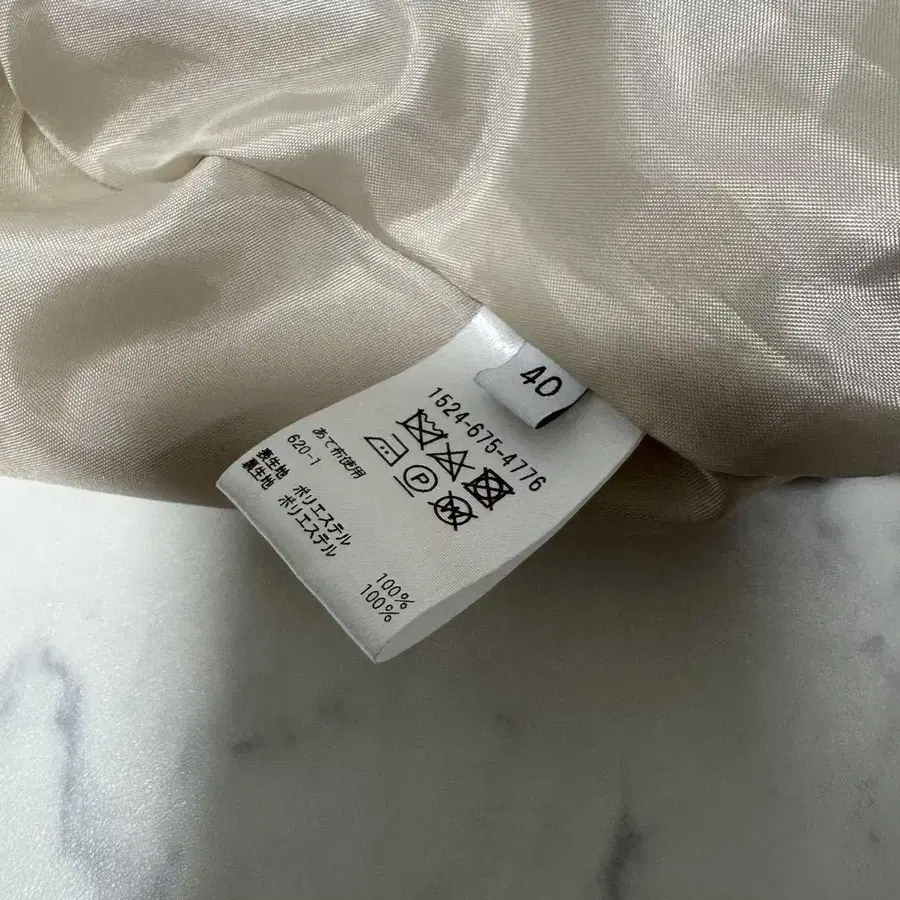 40
1524-675-4776
P
W
あて布使用
620-1
表生地 ポリエステル 100%
裏生地 ポリエステル 100%